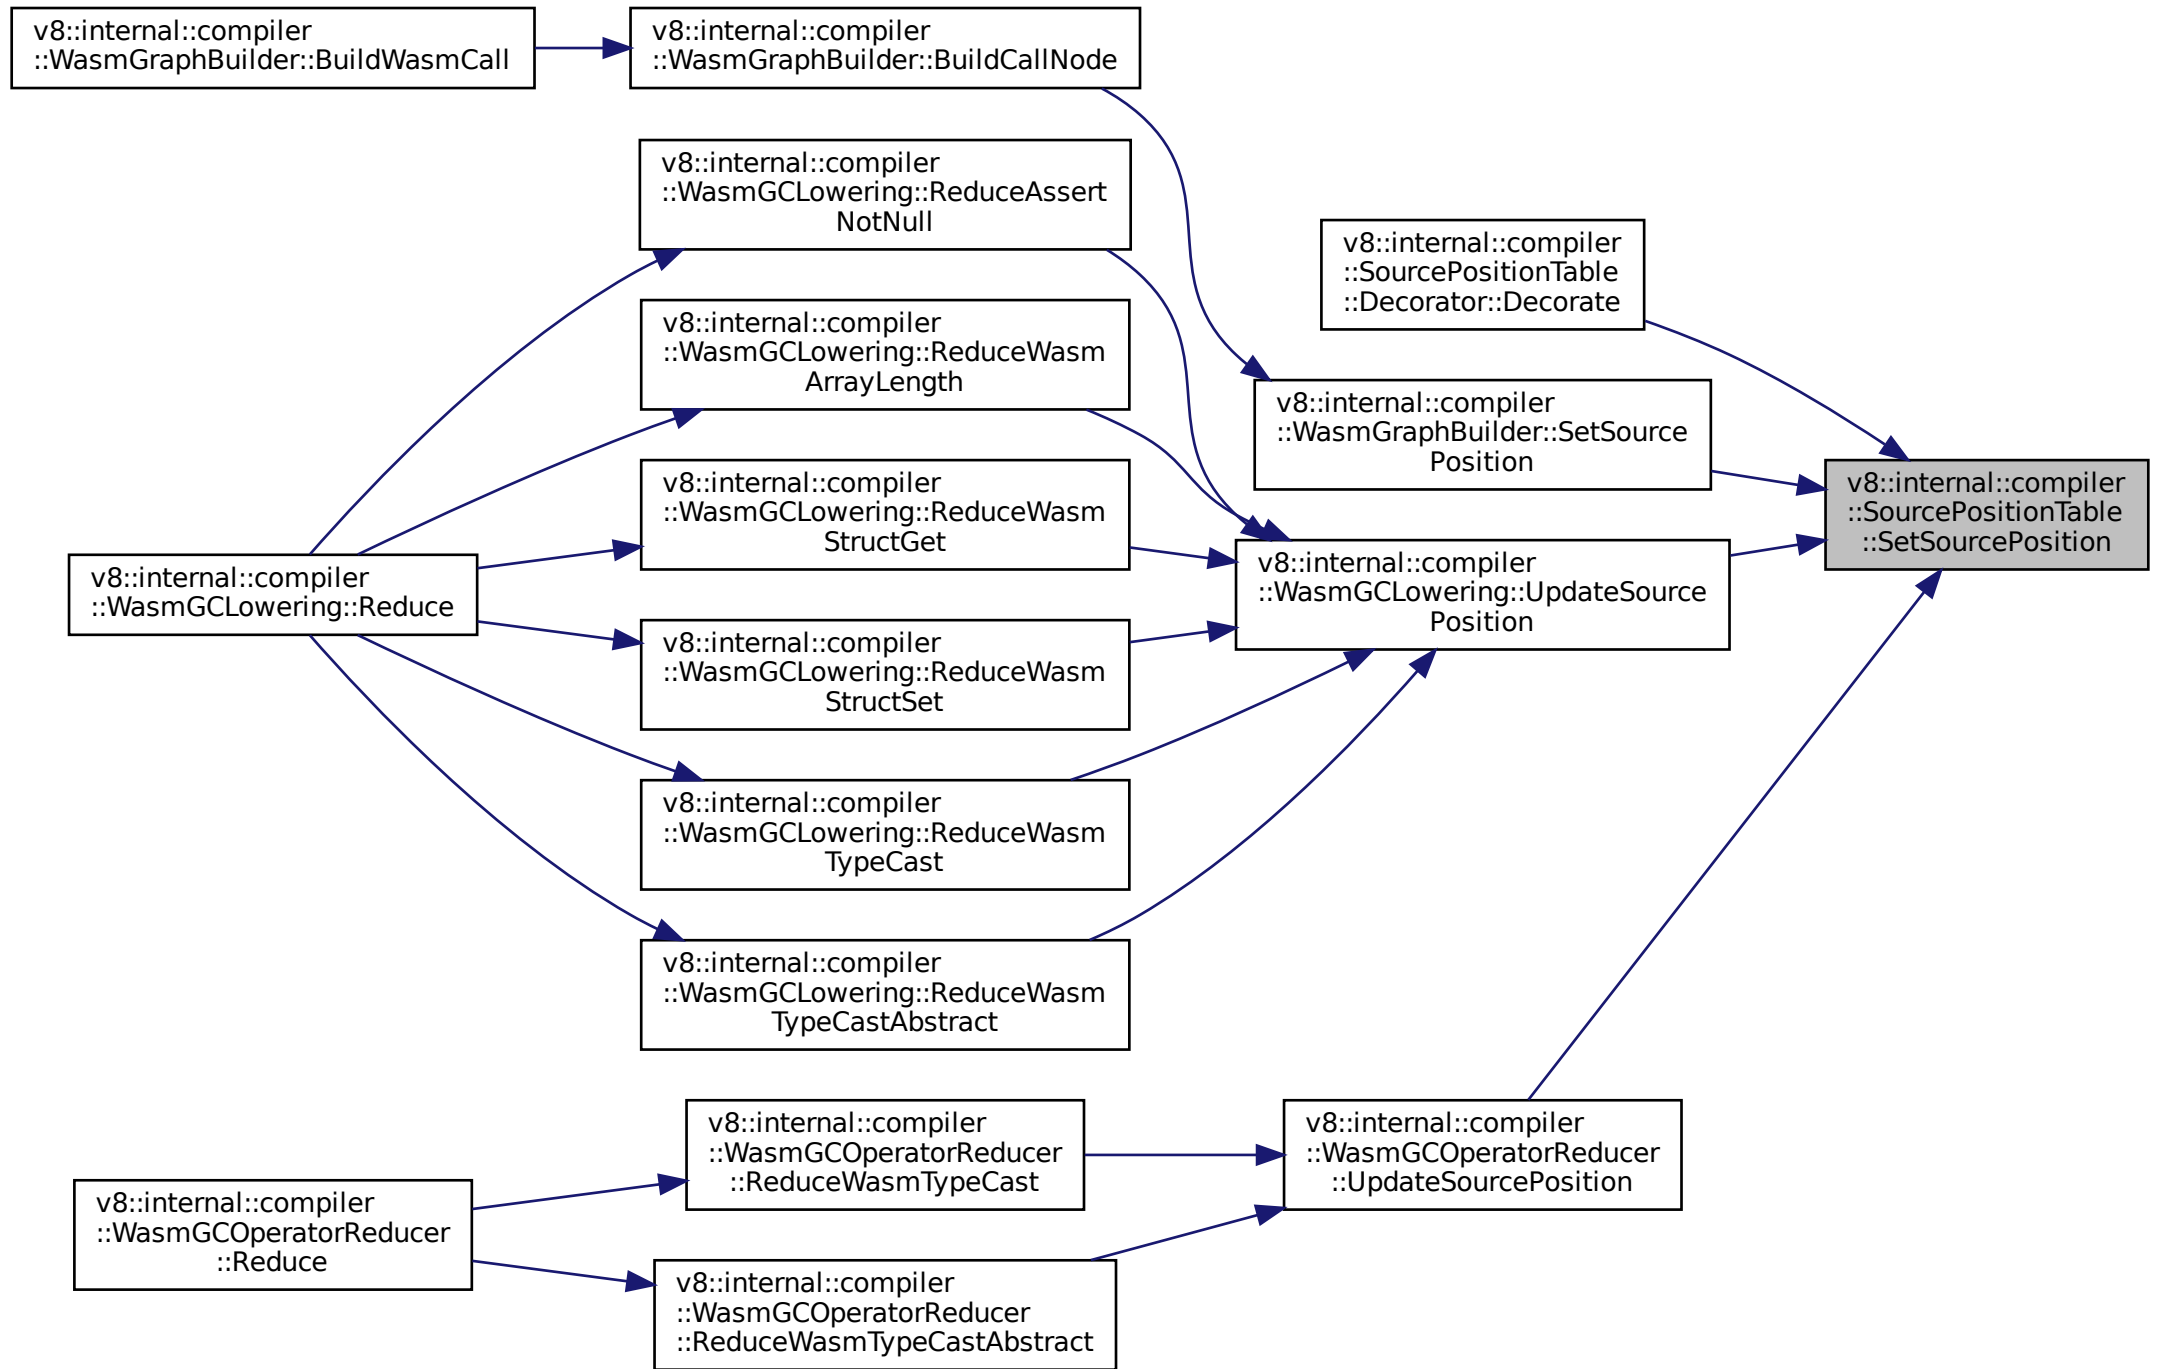 v8::internal::compiler
::WasmGraphBuilder::BuildWasmCall
v8::internal::compiler
::WasmGraphBuilder::BuildCallNode
v8::internal::compiler
::WasmGCLowering::ReduceAssert
NotNull
v8::internal::compiler
::SourcePositionTable
::Decorator::Decorate
v8::internal::compiler
::WasmGCLowering::ReduceWasm
ArrayLength
v8::internal::compiler
::WasmGraphBuilder::SetSource
Position
v8::internal::compiler
::WasmGCLowering::ReduceWasm
StructGet
v8::internal::compiler
::SourcePositionTable
::SetSourcePosition
v8::internal::compiler
::WasmGCLowering::Reduce
v8::internal::compiler
::WasmGCLowering::UpdateSource
Position
v8::internal::compiler
::WasmGCLowering::ReduceWasm
StructSet
v8::internal::compiler
::WasmGCLowering::ReduceWasm
TypeCast
v8::internal::compiler
::WasmGCLowering::ReduceWasm
TypeCastAbstract
v8::internal::compiler
::WasmGCOperatorReducer
::ReduceWasmTypeCast
v8::internal::compiler
::WasmGCOperatorReducer
::UpdateSourcePosition
v8::internal::compiler
::WasmGCOperatorReducer
::Reduce
v8::internal::compiler
::WasmGCOperatorReducer
::ReduceWasmTypeCastAbstract